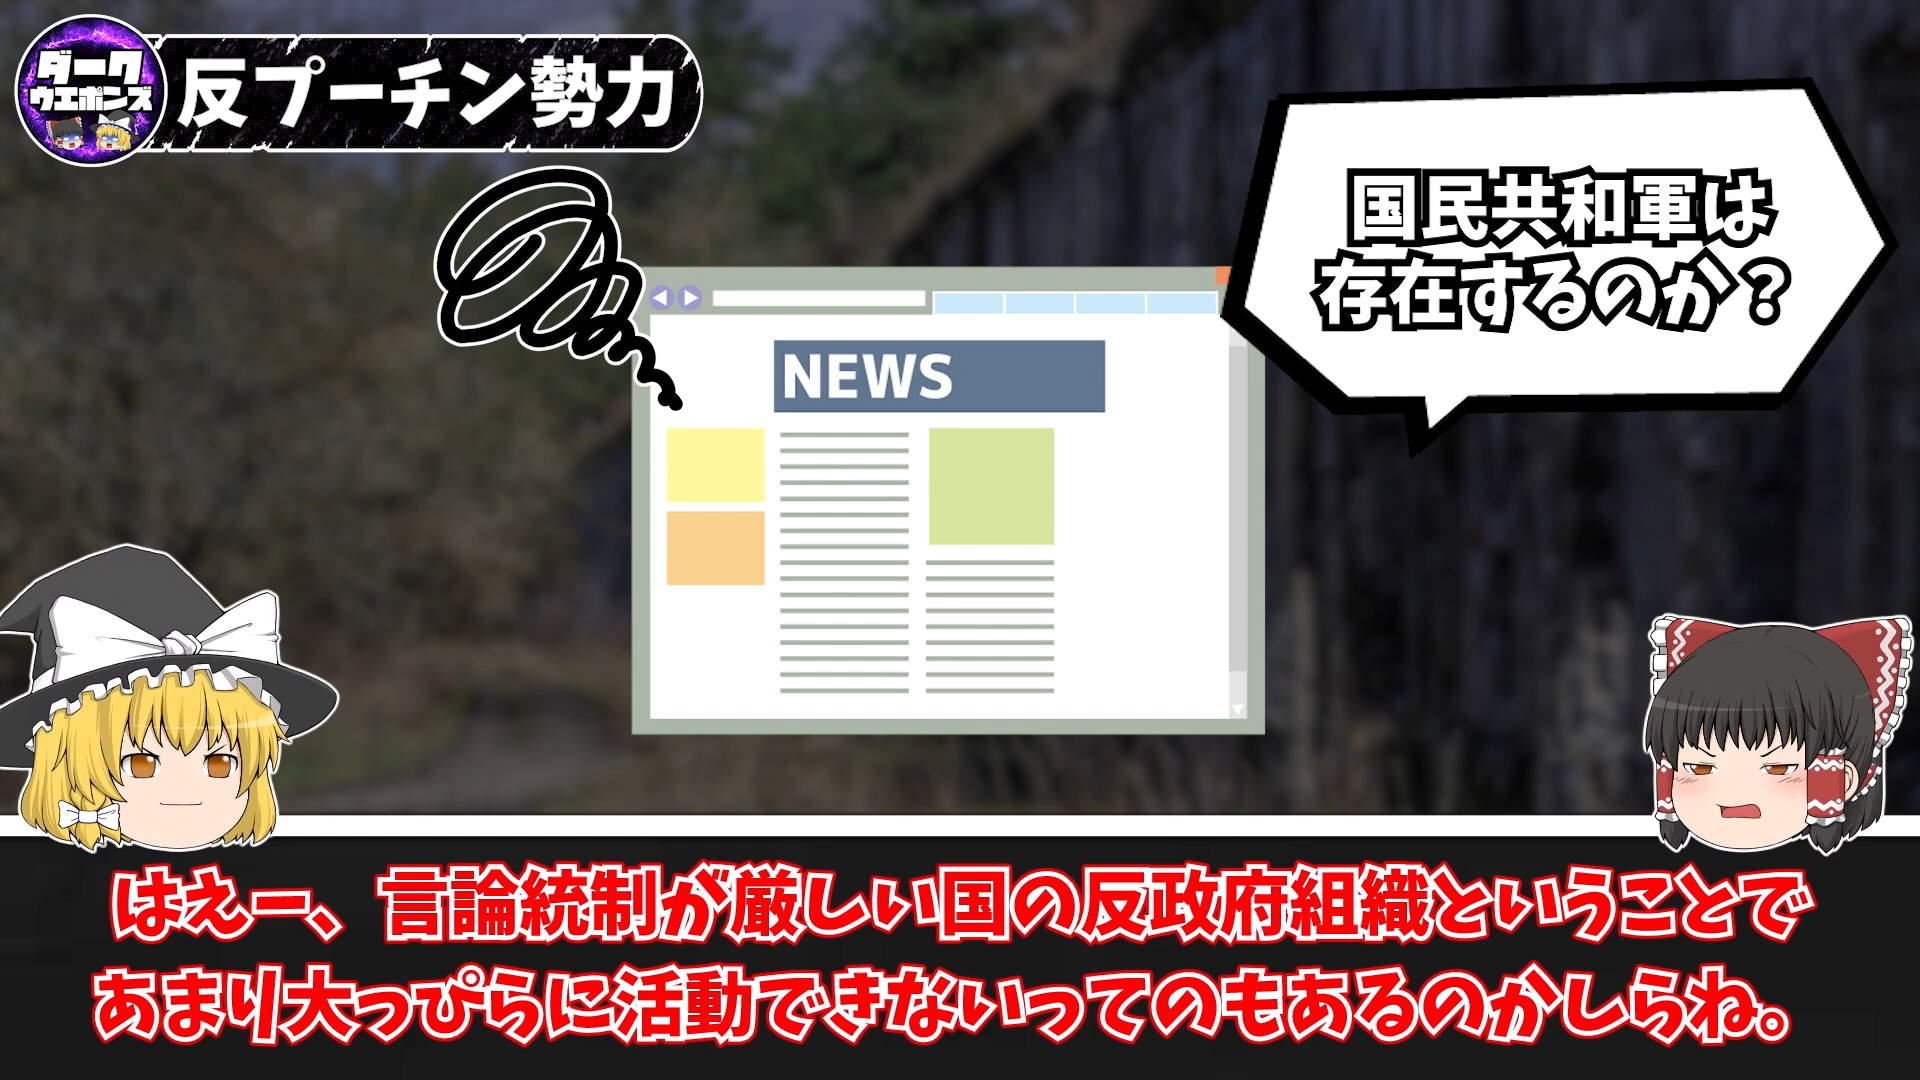 ダーク
ウエポンズ
反プーチン勢力
国民共和軍は
存在するのか？
NEWS
はえー、言論統制が厳しい国の反政府組織ということで
あまり大っぴらに活動できないってのもあるのかしらね。